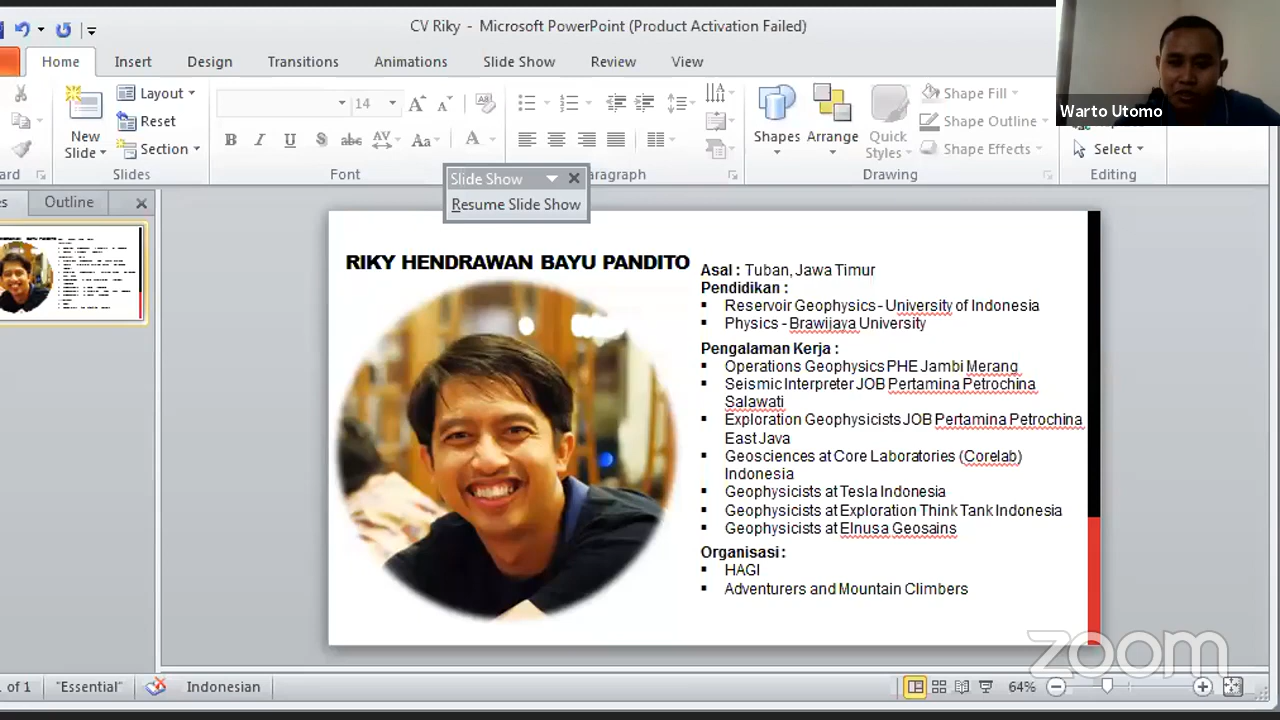 CV Riky - Microsoft PowerPoint (Product Activation Failed)
Home Insert Design Transitions Animations Slide Show Review View
Warto Utomo
New Slide
Layout
Reset
Section
Slides
14
B I U S abc AV Aa A
Font
Paragraph
Shapes
Arrange
Quick Styles
Shape Fill
Shape Outline
Shape Effects
Drawing
Select
Editing
Outline
Slide Show
Resume Slide Show
RIKY HENDRAWAN BAYU PANDITO
Asal : Tuban, Jawa Timur
Pendidikan :
▪ Reservoir Geophysics - University of Indonesia
▪ Physics - Brawijaya University
Pengalaman Kerja :
▪ Operations Geophysics PHE Jambi Merang
▪ Seismic Interpreter JOB Pertamina Petrochina
Salawati
▪ Exploration Geophysicists JOB Pertamina Petrochina
East Java
▪ Geosciences at Core Laboratories (Corelab)
Indonesia
▪ Geophysicists at Tesla Indonesia
▪ Geophysicists at Exploration Think Tank Indonesia
▪ Geophysicists at Elnusa Geosains
Organisasi :
▪ HAGI
▪ Adventurers and Mountain Climbers
zoom
1 of 1 "Essential" Indonesian 64%